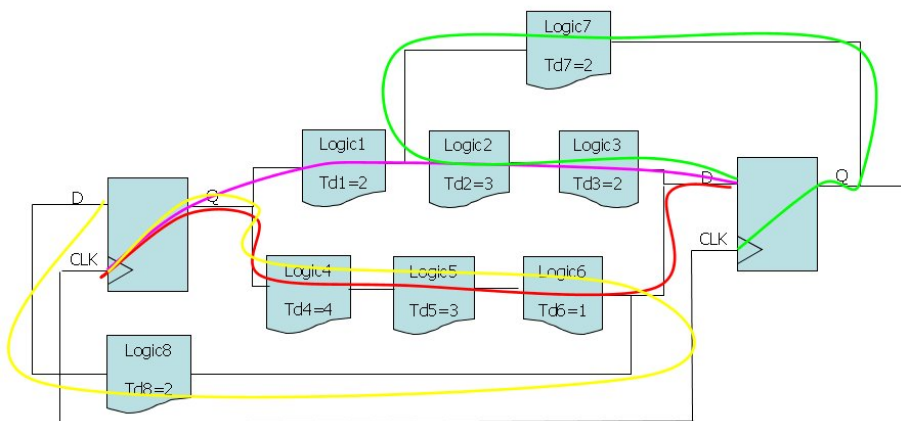 Logic7
Td7=2
Logic1
Td1=2
Logic2
Td2=3
Logic3
Td3=2
D
Q
CLK
D
Q
CLK
Logic4
Td4=4
Logic5
Td5=3
Logic6
Td6=1
Logic8
Td8=2